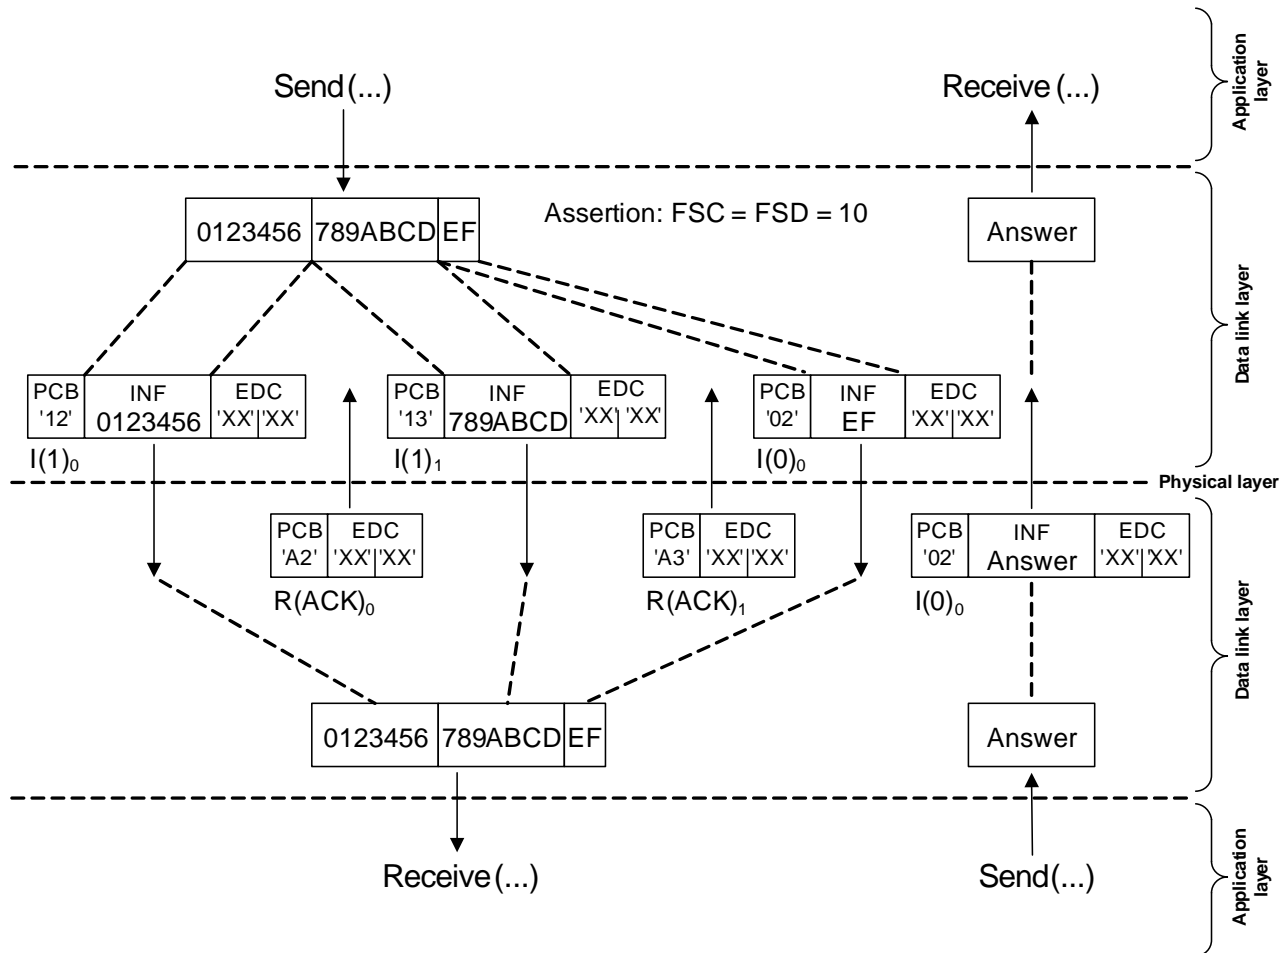 Send(...)
Receive(...)
Application
layer
0123456 789ABCD EF
Assertion: FSC = FSD = 10
Answer
Data link layer
PCB INF EDC
'12' 0123456 'XX' 'XX'
I(1)0
PCB INF EDC
'13' 789ABCD 'XX' 'XX'
I(1)1
PCB INF EDC
'02' EF 'XX' 'XX'
I(0)0
Physical layer
PCB EDC
'A2' 'XX' 'XX'
R(ACK)0
PCB EDC
'A3' 'XX' 'XX'
R(ACK)1
PCB INF EDC
'02' Answer 'XX' 'XX'
I(0)0
Data link layer
0123456 789ABCD EF
Answer
Receive(...)
Send(...)
Application
layer